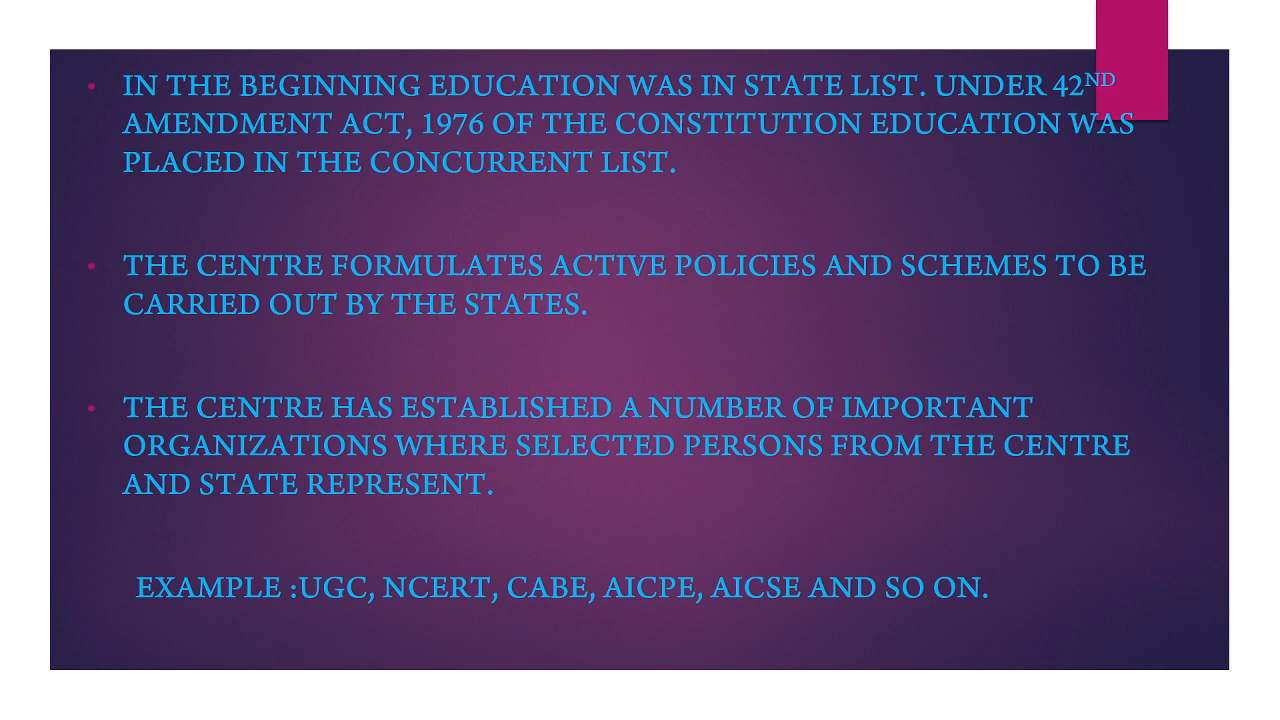 • IN THE BEGINNING EDUCATION WAS IN STATE LIST. UNDER 42ND
AMENDMENT ACT, 1976 OF THE CONSTITUTION EDUCATION WAS
PLACED IN THE CONCURRENT LIST.
• THE CENTRE FORMULATES ACTIVE POLICIES AND SCHEMES TO BE
CARRIED OUT BY THE STATES.
• THE CENTRE HAS ESTABLISHED A NUMBER OF IMPORTANT
ORGANIZATIONS WHERE SELECTED PERSONS FROM THE CENTRE
AND STATE REPRESENT.
EXAMPLE :UGC, NCERT, CABE, AICPE, AICSE AND SO ON.